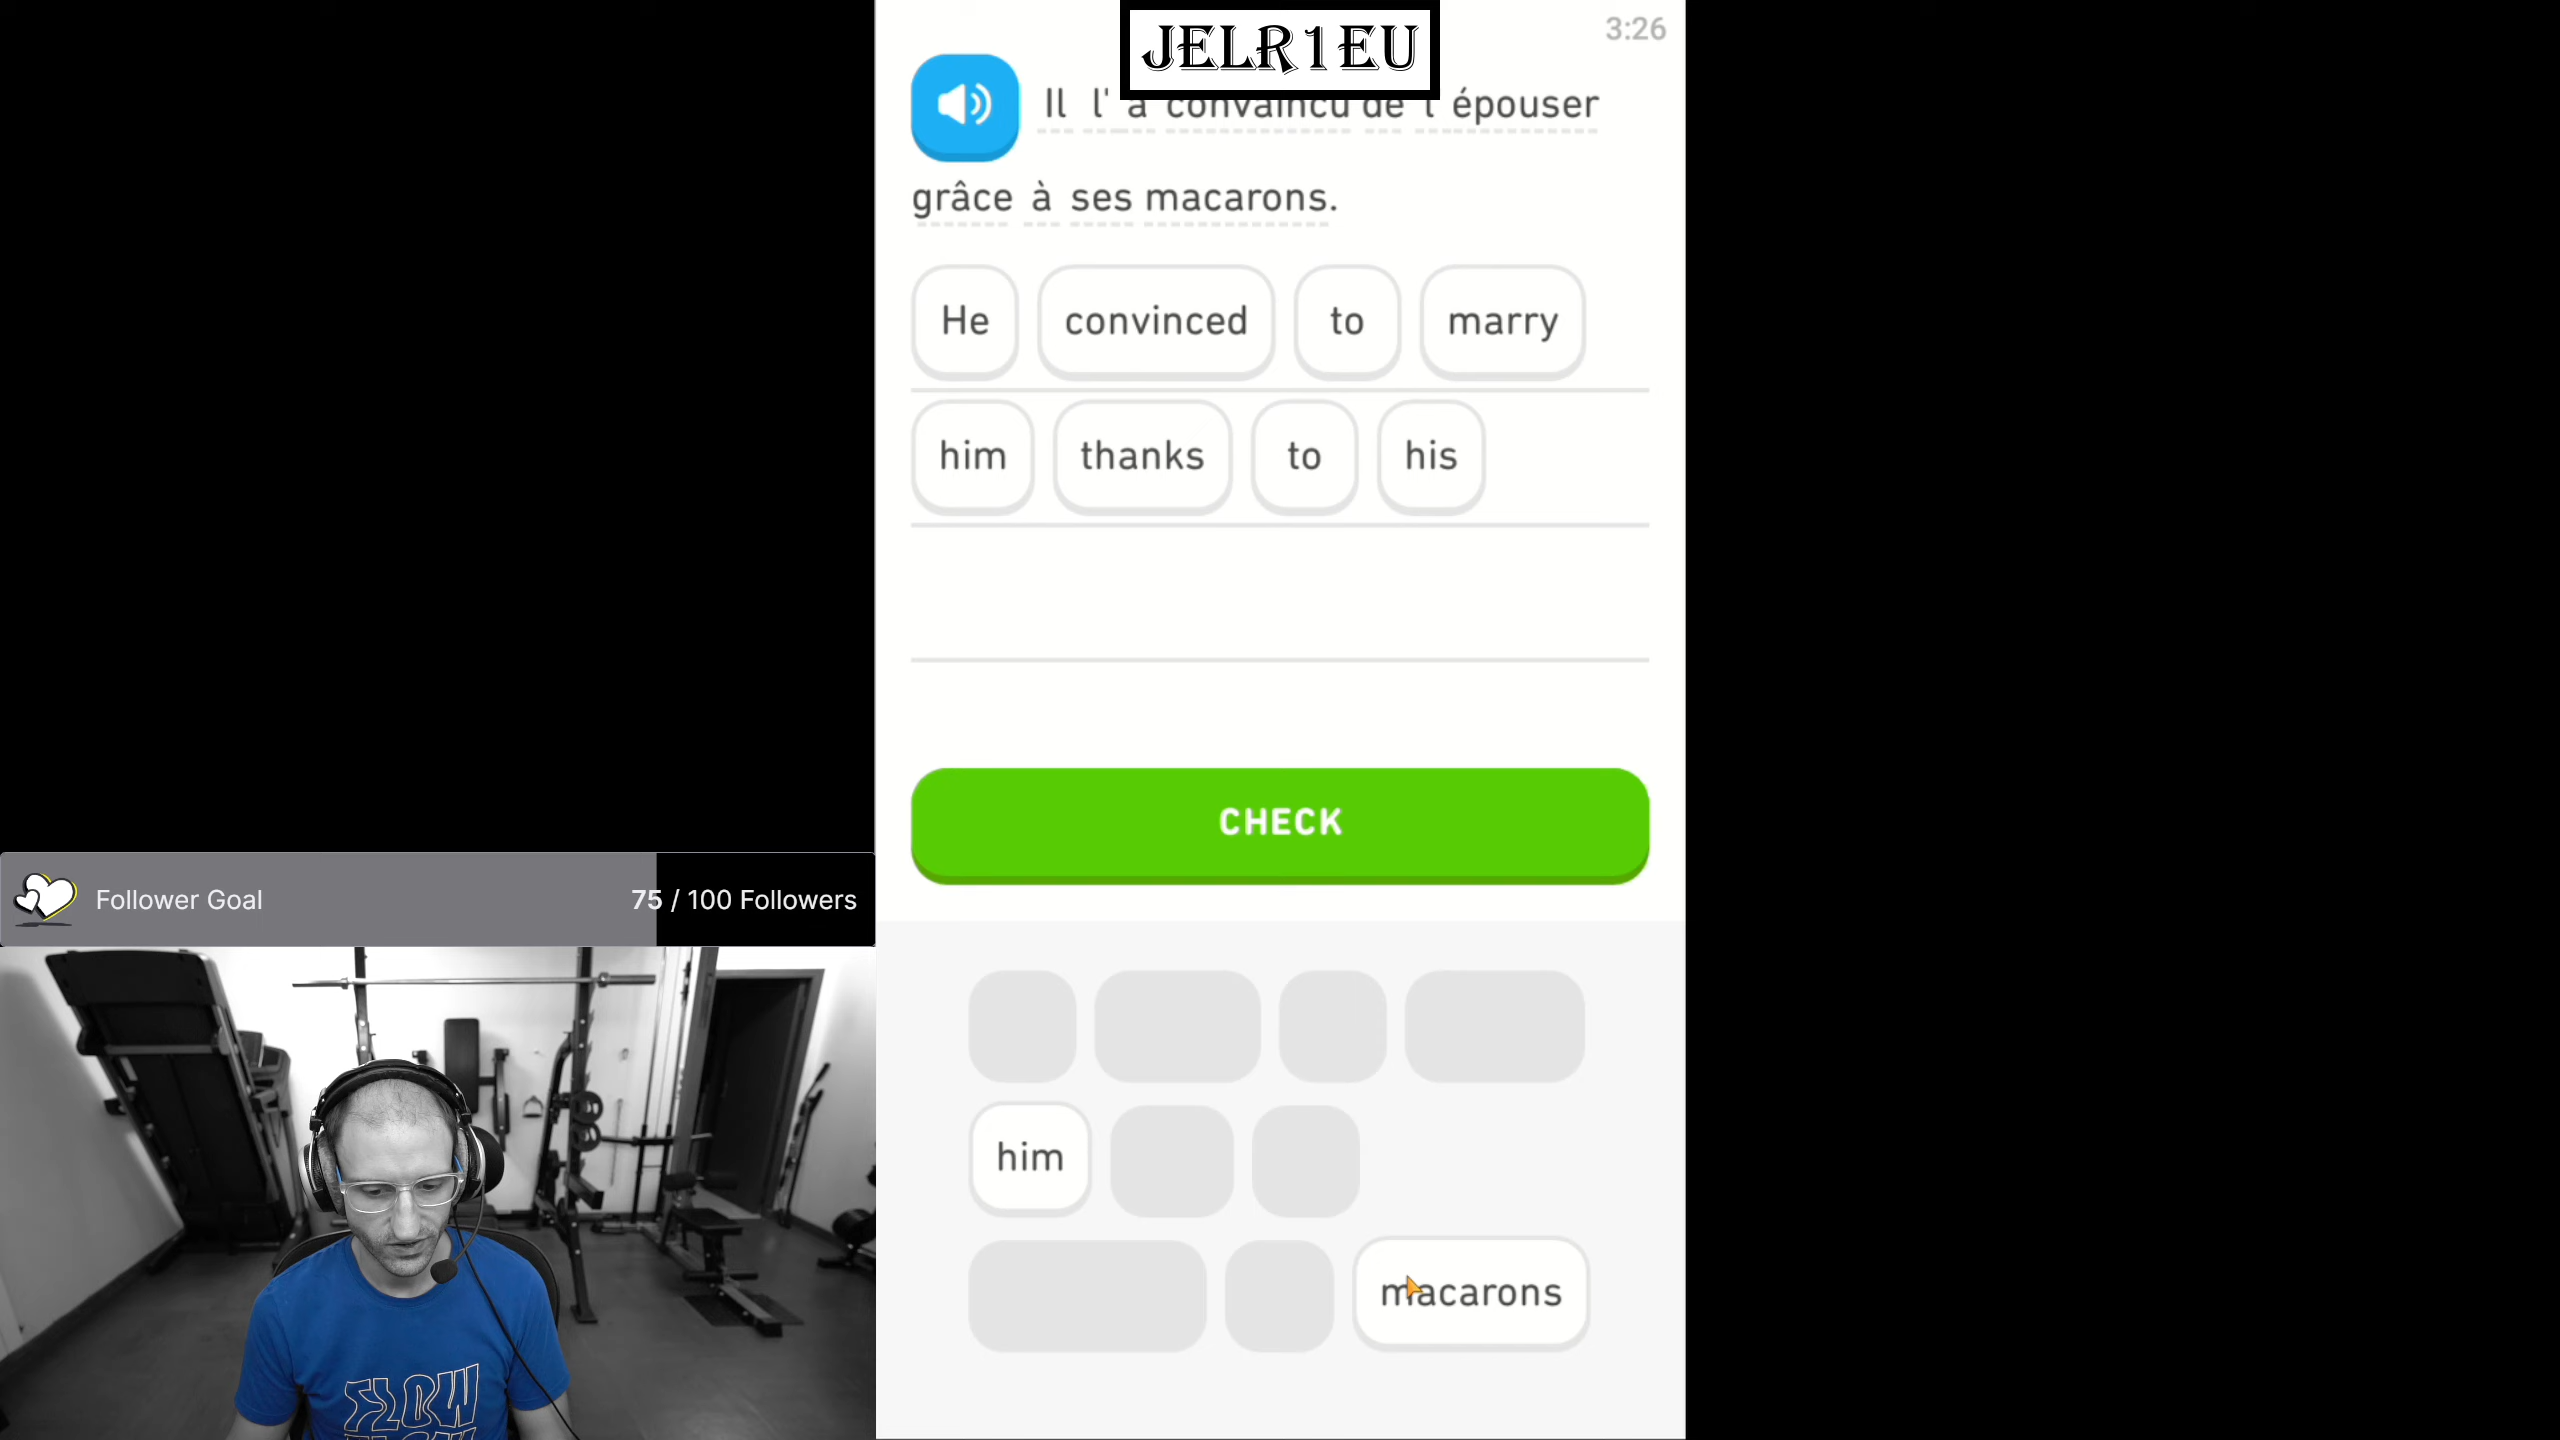 3:26
JELR1EU
Il l' a convaincu de l'épouser
grâce à ses macarons.
He convinced to marry
him thanks to his
CHECK
Follower Goal 75 / 100 Followers
him
macarons
FLOW